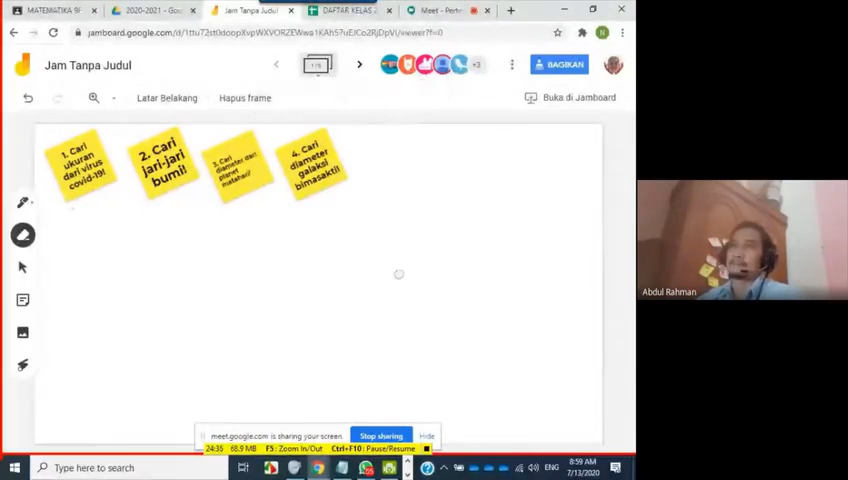 MATEMATIKA 9F
2020-2021 - Goo
Jam Tanpa Judul
DAFTAR KELAS 2
Meet - Perte
jamboard.google.com/d/1ttu72st0doopXvpWXVORZEWwa1KAh57uEJCo2RjDpVI/viewer?f=0
N
Jam Tanpa Judul
1 / 5
+3
BAGIKAN
Latar Belakang
Hapus frame
Buka di Jamboard
1. Cari
ukuran
dari virus
covid-19!
2. Cari
jari-jari
bumi!
3. Cari
diameter dari
planet
matahari!
4. Cari
diameter
galaksi
bimasakti!
Abdul Rahman
meet.google.com is sharing your screen.
Stop sharing
Hide
24:35 68.9 MB F5: Zoom In/Out Ctrl+F10: Pause/Resume
Type here to search
ENG
8:59 AM
7/13/2020